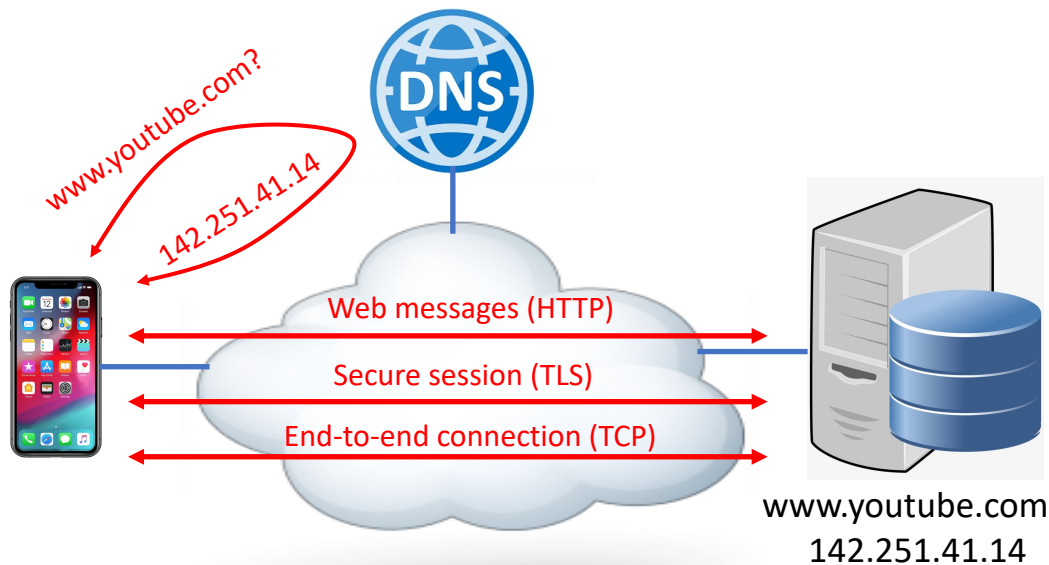 DNS
www.youtube.com?
142.251.41.14
Web messages (HTTP)
Secure session (TLS)
End-to-end connection (TCP)
www.youtube.com
142.251.41.14